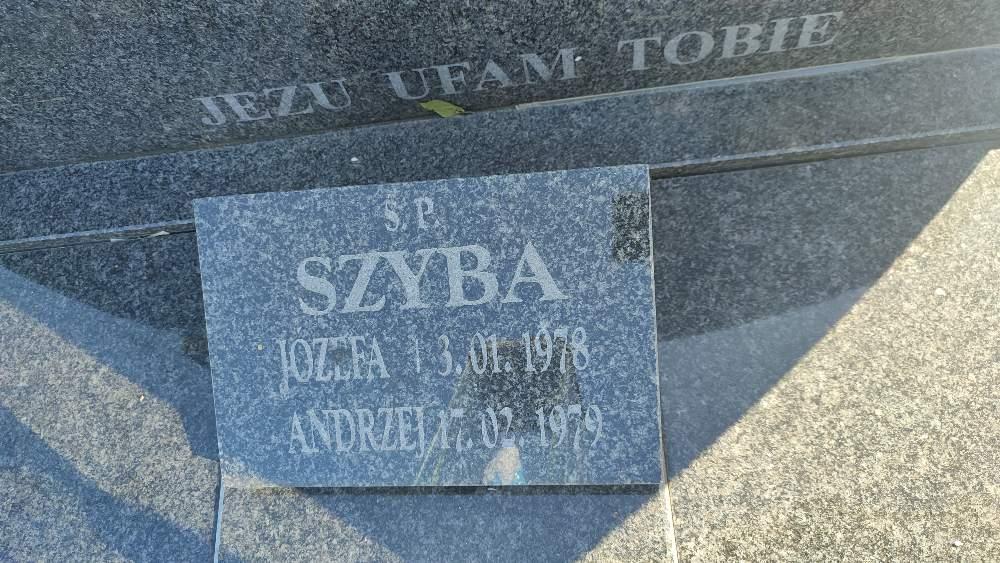 JEZU UFAM TOBIE
Ś.P.
SZYBA
JÓZEFA † 3.01.1978
ANDRZEJ 17.02.1979